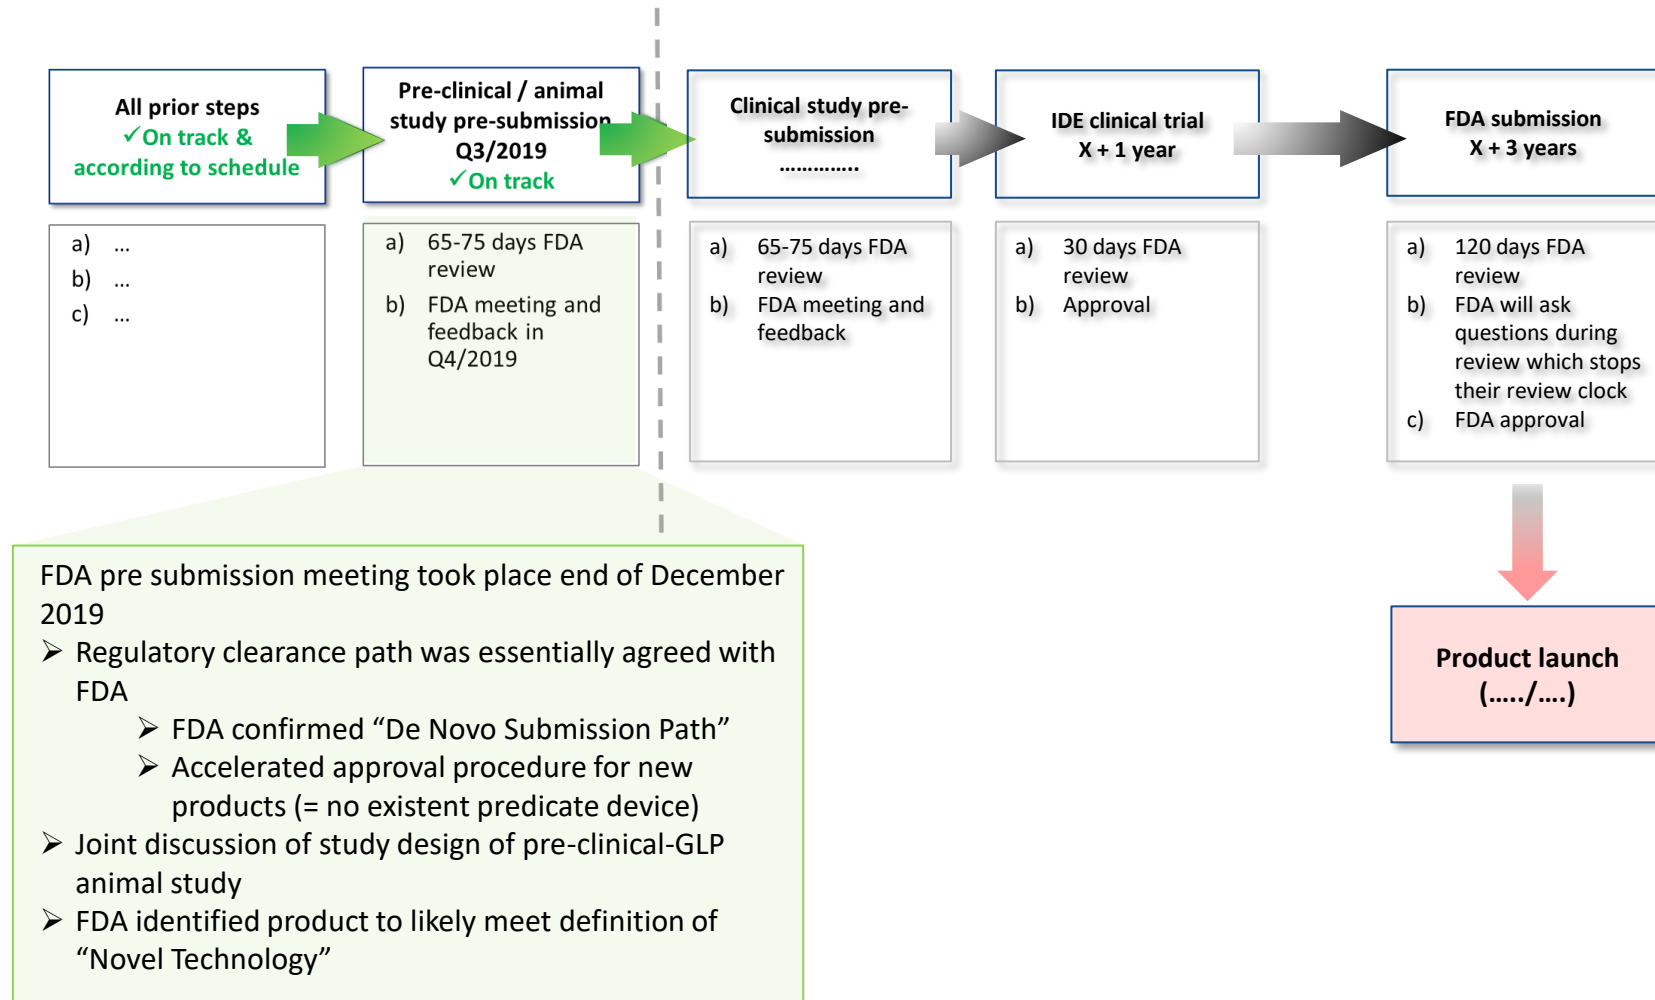 All prior steps
✓On track &
according to schedule
Pre-clinical / animal
study pre-submission
Q3/2019
✓On track
Clinical study pre-
submission
…………..
IDE clinical trial
X + 1 year
FDA submission
X + 3 years
a) ...
b) ...
c) ...
a) 65-75 days FDA
review
b) FDA meeting and
feedback in
Q4/2019
a) 65-75 days FDA
review
b) FDA meeting and
feedback
a) 30 days FDA
review
b) Approval
a) 120 days FDA
review
b) FDA will ask
questions during
review which stops
their review clock
c) FDA approval
FDA pre submission meeting took place end of December
2019
➢ Regulatory clearance path was essentially agreed with
FDA
➢ FDA confirmed “De Novo Submission Path”
➢ Accelerated approval procedure for new
products (= no existent predicate device)
➢ Joint discussion of study design of pre-clinical-GLP
animal study
➢ FDA identified product to likely meet definition of
“Novel Technology”
Product launch
(…../….)